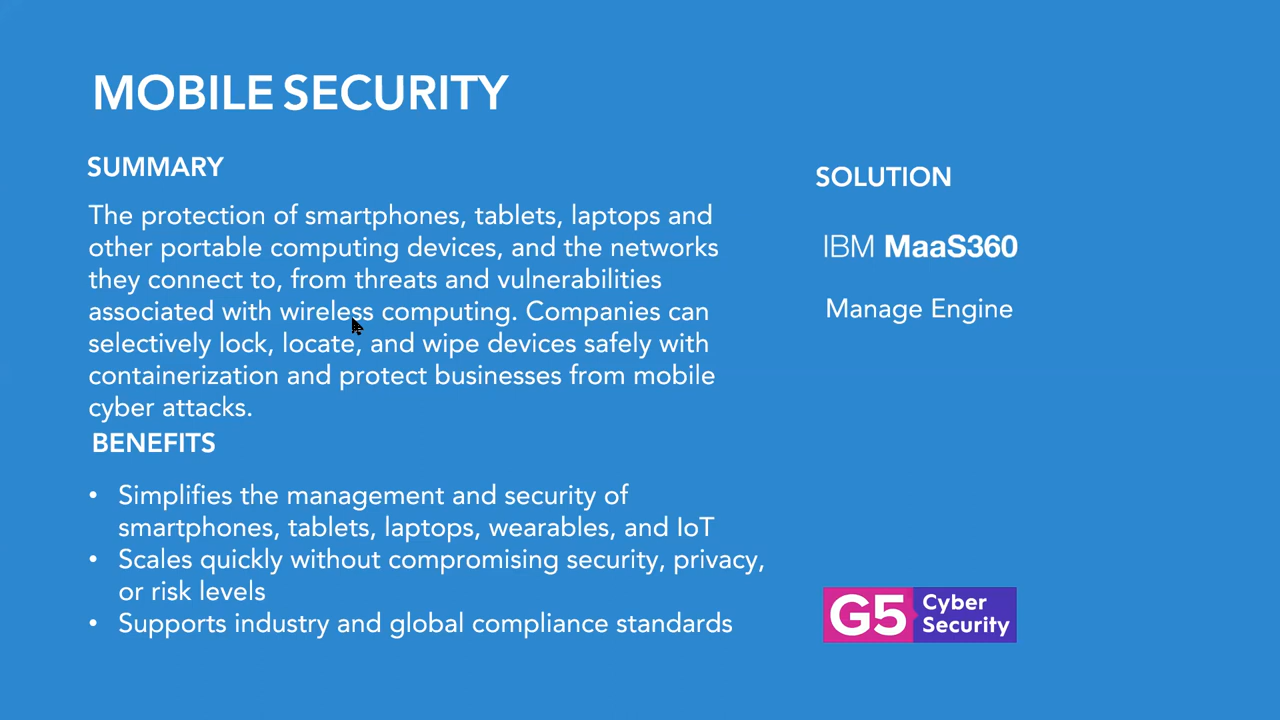 MOBILE SECURITY
SUMMARY
The protection of smartphones, tablets, laptops and
other portable computing devices, and the networks
they connect to, from threats and vulnerabilities
associated with wireless computing. Companies can
selectively lock, locate, and wipe devices safely with
containerization and protect businesses from mobile
cyber attacks.
BENEFITS
• Simplifies the management and security of
smartphones, tablets, laptops, wearables, and IoT
• Scales quickly without compromising security, privacy,
or risk levels
• Supports industry and global compliance standards
SOLUTION
IBM MaaS360
Manage Engine
G5 Cyber
Security